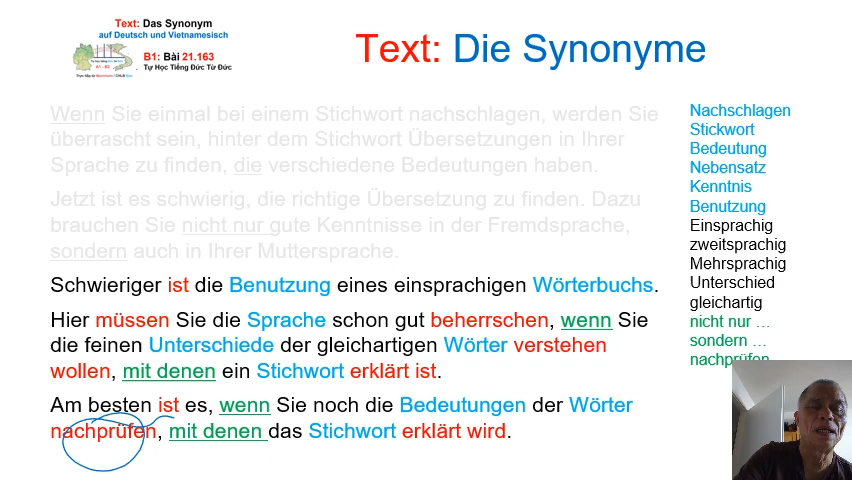 Text: Das Synonym
auf Deutsch und Vietnamesisch
B1: Bài 21.163
Tự Học Tiếng Đức Từ Đức
Text: Die Synonyme
Wenn Sie einmal bei einem Stichwort nachschlagen, werden Sie
überrascht sein, hinter dem Stichwort Übersetzungen in Ihrer
Sprache zu finden, die verschiedene Bedeutungen haben.
Jetzt ist es schwierig, die richtige Übersetzung zu finden. Dazu
brauchen Sie nicht nur gute Kenntnisse in der Fremdsprache,
sondern auch in Ihrer Muttersprache.
Schwieriger ist die Benutzung eines einsprachigen Wörterbuchs.
Hier müssen Sie die Sprache schon gut beherrschen, wenn Sie
die feinen Unterschiede der gleichartigen Wörter verstehen
wollen, mit denen ein Stichwort erklärt ist.
Am besten ist es, wenn Sie noch die Bedeutungen der Wörter
nachprüfen, mit denen das Stichwort erklärt wird.
Nachschlagen
Stickwort
Bedeutung
Nebensatz
Kenntnis
Benutzung
Einsprachig
zweitsprachig
Mehrsprachig
Unterschied
gleichartig
nicht nur …
sondern …
nachprüfen